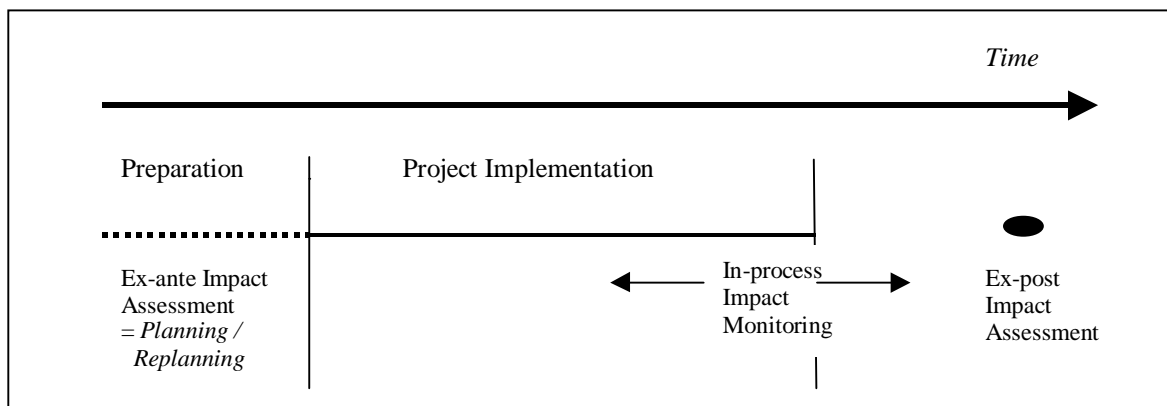 Time
Preparation
Project Implementation
Ex-ante Impact
Assessment
= Planning /
Replanning
In-process
Impact
Monitoring
Ex-post
Impact
Assessment